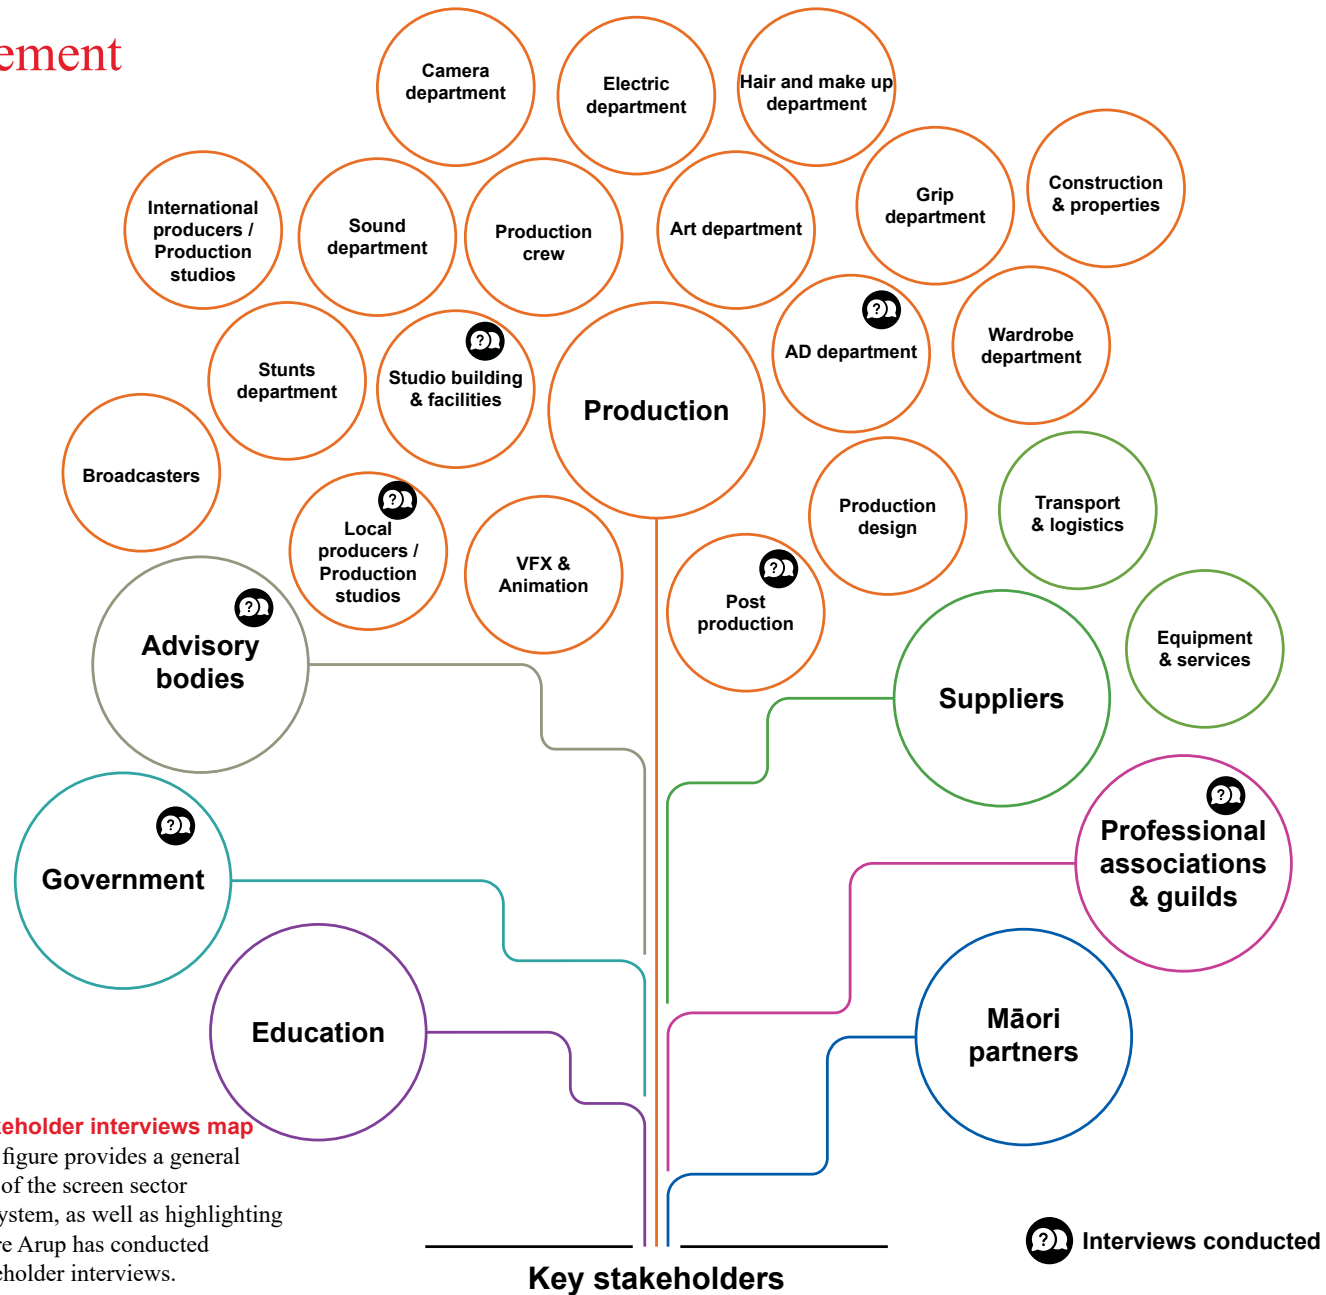 ement
Camera
department
Electric
department
Hair and make up
department
International
producers /
Production
studios
Sound
department
Production
crew
Art department
Grip
department
Construction
& properties
Stunts
department
Studio building
& facilities
Production
AD department
Wardrobe
department
Broadcasters
Local
producers /
Production
studios
VFX &
Animation
Post
production
Production
design
Transport
& logistics
Advisory
bodies
Suppliers
Equipment
& services
Government
Professional
associations
& guilds
Education
Māori
partners
keholder interviews map
figure provides a general
of the screen sector
ystem, as well as highlighting
re Arup has conducted
eholder interviews.
Key stakeholders
Interviews conducted